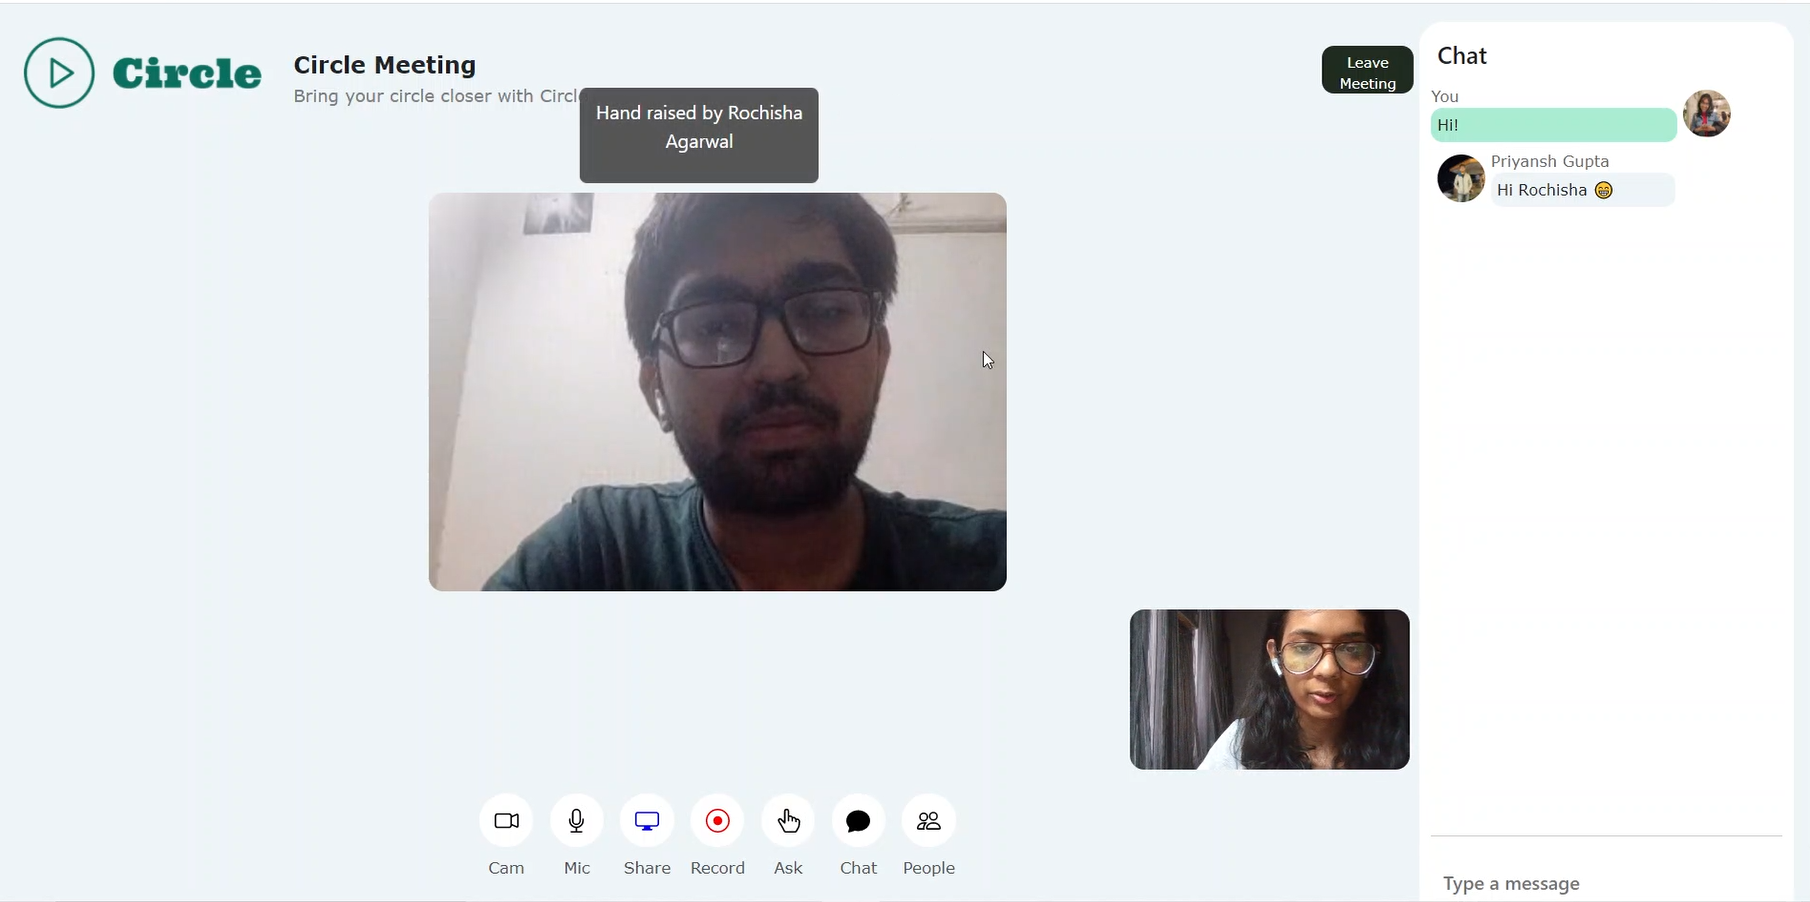 Circle
Circle Meeting
Bring your circle closer with Circl
Hand raised by Rochisha
Agarwal
Leave
Meeting
Cam
Mic
Share
Record
Ask
Chat
People
Chat
You
Hi!
Priyansh Gupta
Hi Rochisha 😁
Type a message